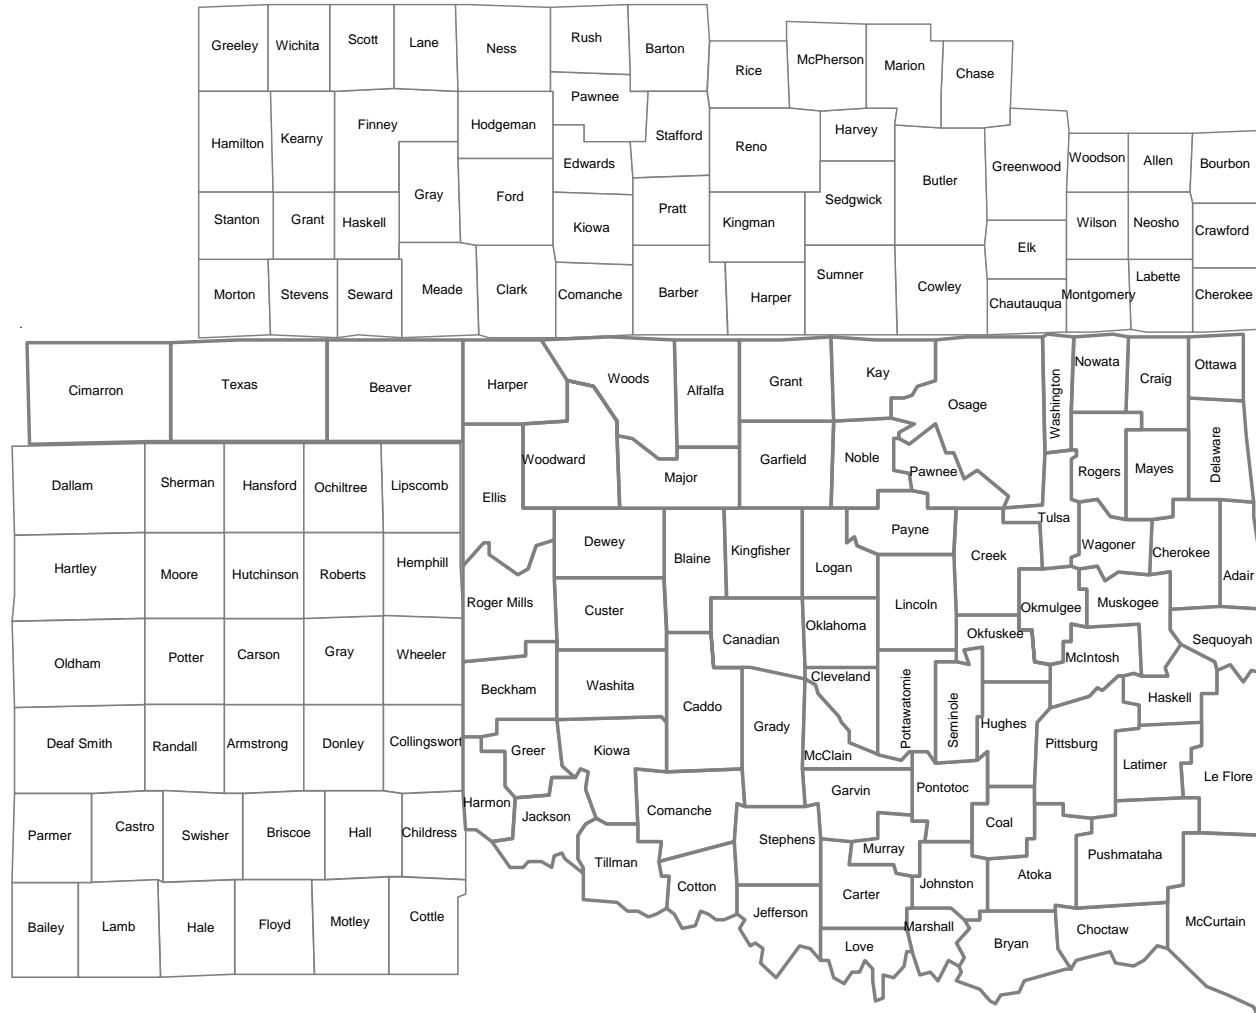 Greeley
Wichita
Scott
Lane
Ness
Rush
Barton
Rice
McPherson
Marion
Chase
Pawnee
Hamilton
Kearny
Finney
Hodgeman
Stafford
Reno
Harvey
Edwards
Gray
Ford
Sedgwick
Butler
Greenwood
Woodson
Allen
Bourbon
Stanton
Grant
Haskell
Kiowa
Pratt
Kingman
Elk
Wilson
Neosho
Crawford
Morton
Stevens
Seward
Meade
Clark
Comanche
Barber
Harper
Sumner
Cowley
Chautauqua
Montgomery
Labette
Cherokee
Cimarron
Texas
Beaver
Harper
Woods
Alfalfa
Grant
Kay
Osage
Washington
Nowata
Craig
Ottawa
Woodward
Major
Garfield
Noble
Pawnee
Rogers
Mayes
Delaware
Dallam
Sherman
Hansford
Ochiltree
Lipscomb
Ellis
Dewey
Blaine
Kingfisher
Logan
Payne
Creek
Tulsa
Wagoner
Cherokee
Adair
Hartley
Moore
Hutchinson
Roberts
Hemphill
Roger Mills
Custer
Canadian
Oklahoma
Lincoln
Okfuskee
Okmulgee
Muskogee
McIntosh
Sequoyah
Oldham
Potter
Carson
Gray
Wheeler
Beckham
Washita
Caddo
Grady
Cleveland
McClain
Pottawatomie
Seminole
Hughes
Pittsburg
Haskell
Latimer
Le Flore
Deaf Smith
Randall
Armstrong
Donley
Collingswort
Greer
Kiowa
Harmon
Jackson
Comanche
Garvin
Pontotoc
Coal
Parmer
Castro
Swisher
Briscoe
Hall
Childress
Tillman
Cotton
Stephens
Murray
Carter
Johnston
Atoka
Pushmataha
Bailey
Lamb
Hale
Floyd
Motley
Cottle
Jefferson
Love
Marshall
Bryan
Choctaw
McCurtain